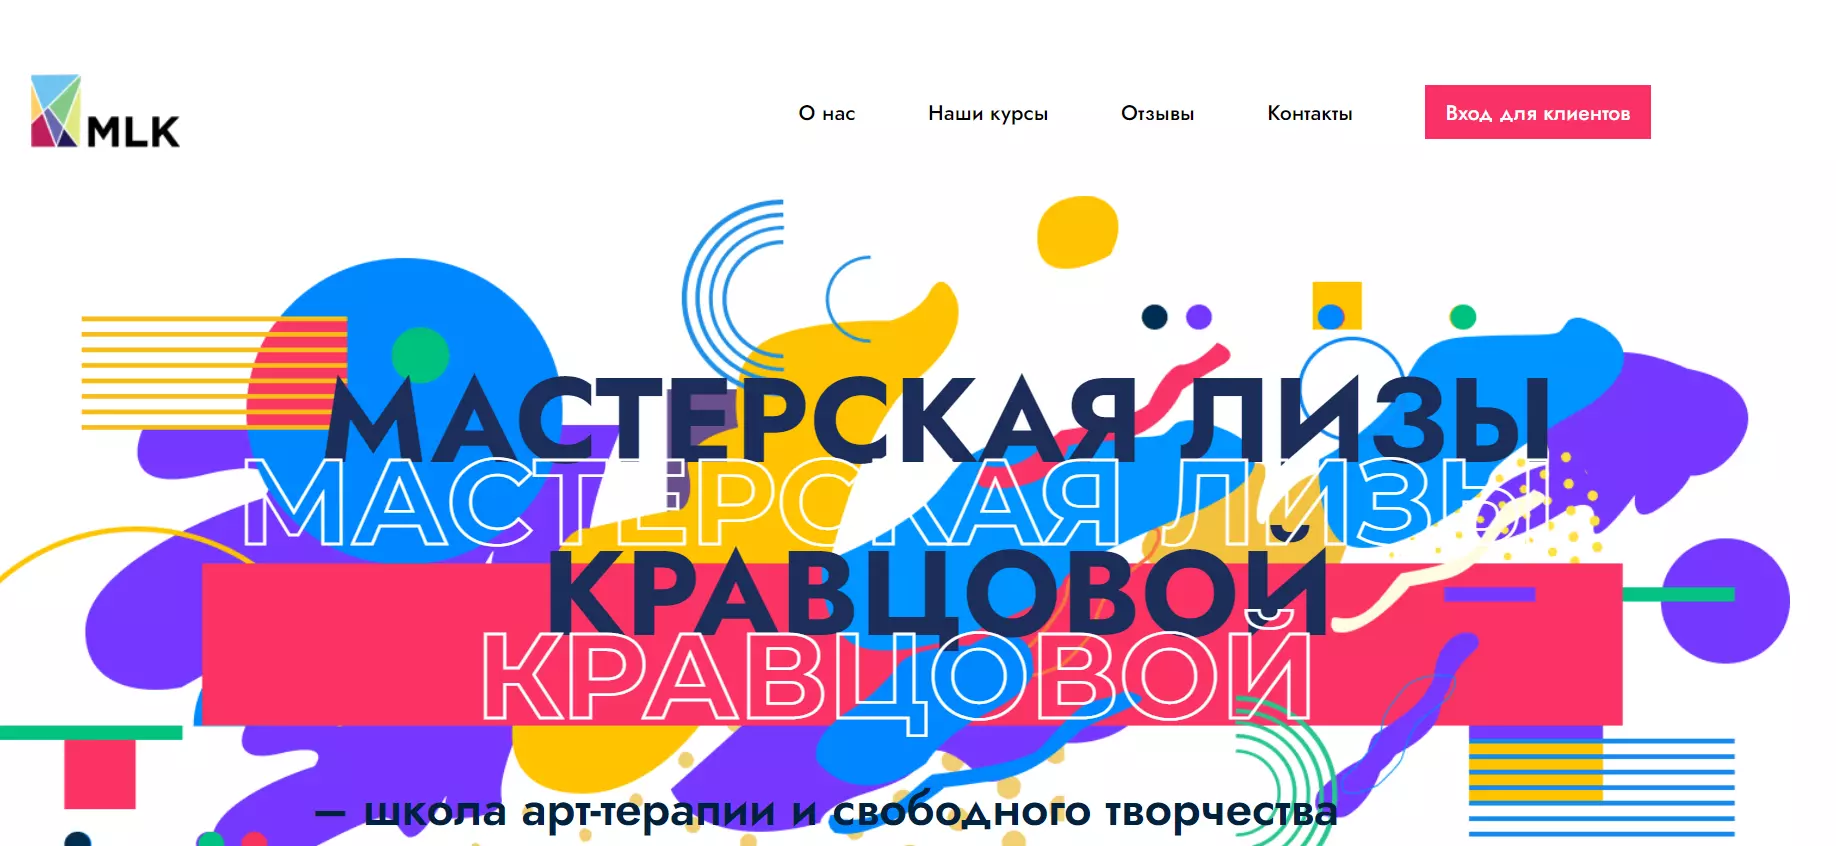 MLK
О нас
Наши курсы
Отзывы
Контакты
Вход для клиентов
МАСТЕРСКАЯ ЛИЗЫ
МАСТЕРСКАЯ ЛИЗЫ
КРАВЦОВОЙ
КРАВЦОВОЙ
— школа арт-терапии и свободного творчества